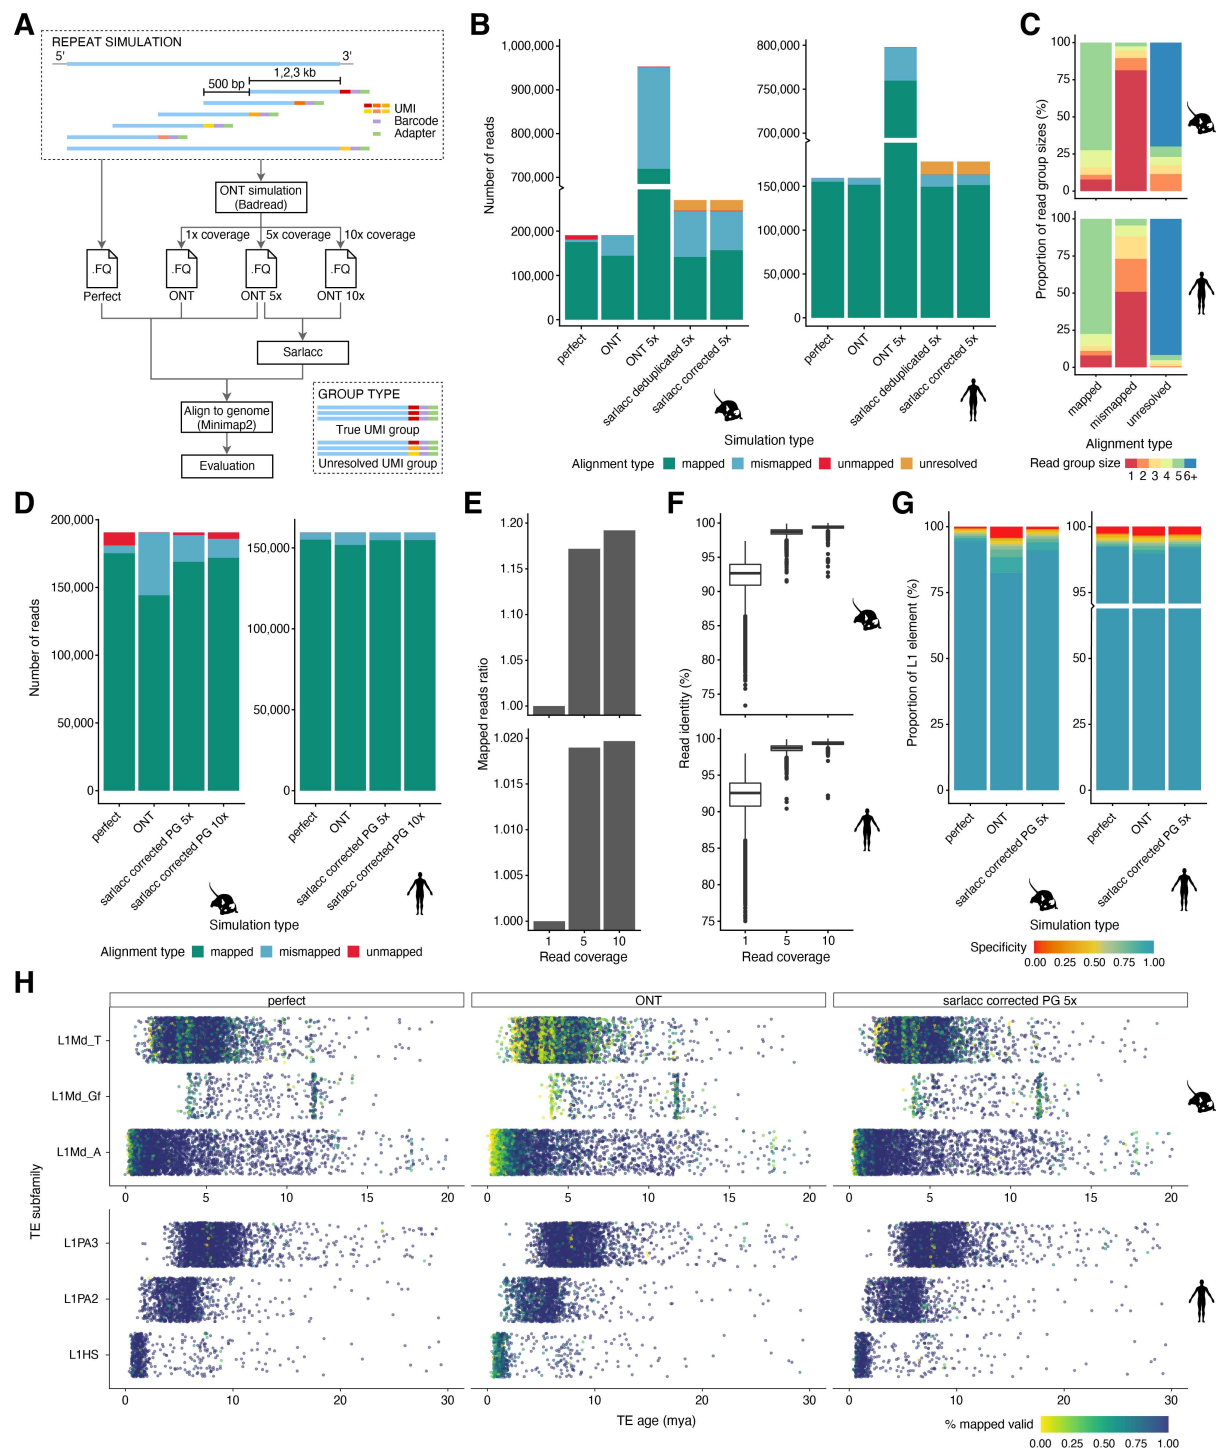 A
REPEAT SIMULATION
5' 3'
1,2,3 kb
500 bp
UMI
Barcode
Adapter
ONT simulation
(Badread)
1x coverage 5x coverage 10x coverage
.FQ .FQ .FQ .FQ
Perfect ONT ONT 5x ONT 10x
Sarlacc
Align to genome
(Minimap2)
Evaluation
GROUP TYPE
True UMI group
Unresolved UMI group
B
Number of reads
1,000,000
900,000
800,000
700,000
200,000
100,000
0
perfect
ONT
ONT 5x
sarlacc deduplicated 5x
sarlacc corrected 5x
800,000
750,000
700,000
150,000
100,000
50,000
0
perfect
ONT
ONT 5x
sarlacc deduplicated 5x
sarlacc corrected 5x
Simulation type
Alignment type mapped mismapped unmapped unresolved
C
Proportion of read group sizes (%)
100
75
50
25
0
100
75
50
25
0
mapped
mismapped
unresolved
Alignment type
Read group size
1 2 3 4 5 6+
D
Number of reads
200,000
150,000
100,000
50,000
0
perfect
ONT
sarlacc corrected PG 5x
sarlacc corrected PG 10x
150,000
100,000
50,000
0
perfect
ONT
sarlacc corrected PG 5x
sarlacc corrected PG 10x
Simulation type
Alignment type mapped mismapped unmapped
E
Mapped reads ratio
1.20
1.15
1.10
1.05
1.00
1.020
1.015
1.010
1.005
1.000
1 5 10
Read coverage
F
Read identity (%)
100
95
90
85
80
75
100
95
90
85
80
75
1 5 10
Read coverage
G
Proportion of L1 element (%)
100
75
50
25
0
perfect
ONT
sarlacc corrected PG 5x
100
95
50
25
0
perfect
ONT
sarlacc corrected PG 5x
Simulation type
Specificity
0.00 0.25 0.50 0.75 1.00
H
perfect ONT sarlacc corrected PG 5x
TE subfamily
L1Md_T
L1Md_Gf
L1Md_A
0 5 10 15 20 0 5 10 15 20 0 5 10 15 20
L1PA3
L1PA2
L1HS
0 10 20 30 0 10 20 30 0 10 20 30
TE age (mya)
% mapped valid
0.00 0.25 0.50 0.75 1.00